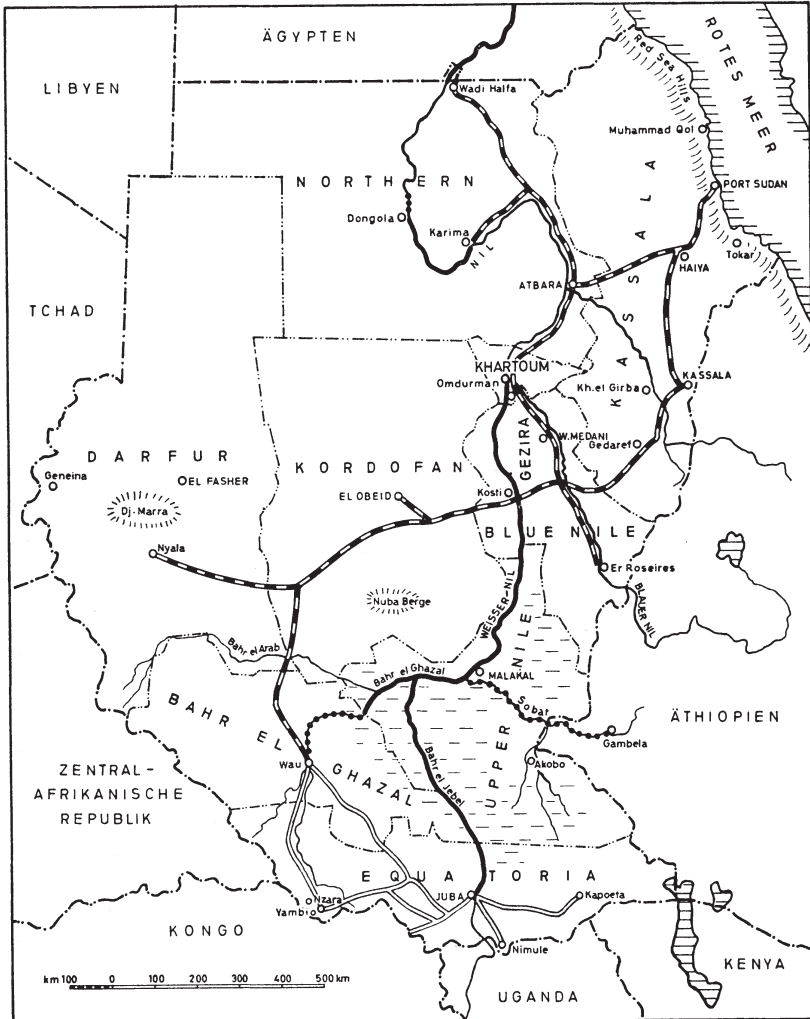 ÄGYPTEN
LIBYEN
ROTES MEER
Red Sea Hills
Wadi Halfa
Muhammad Qol
NORTHERN
PORT SUDAN
Dongola
Karima
NIL
KASSALA
HAIYA
Tokar
ATBARA
TCHAD
KHARTOUM
Omdurman
Kh.el Girba
KASSALA
GEZIRA
W.MEDANI
Gedaref
DARFUR
KORDOFAN
Geneina
EL FASHER
EL OBEID
Kosti
Dj.Marra
BLUE NILE
Nyala
Er Roseires
Nuba Berge
WEISSER-NIL
BLAUER NIL
Bahr el Arab
Bahr el Ghazal
MALAKAL
UPPER NILE
Sobat
BAHR EL GHAZAL
ÄTHIOPIEN
Gambela
Bahr el Jebel
Akobo
Wau
ZENTRAL-
AFRIKANISCHE
REPUBLIK
EQUATORIA
Nzara
Yambio
JUBA
Kapoeta
KONGO
Nimule
KENYA
UGANDA
km 100 0 100 200 300 400 500 km